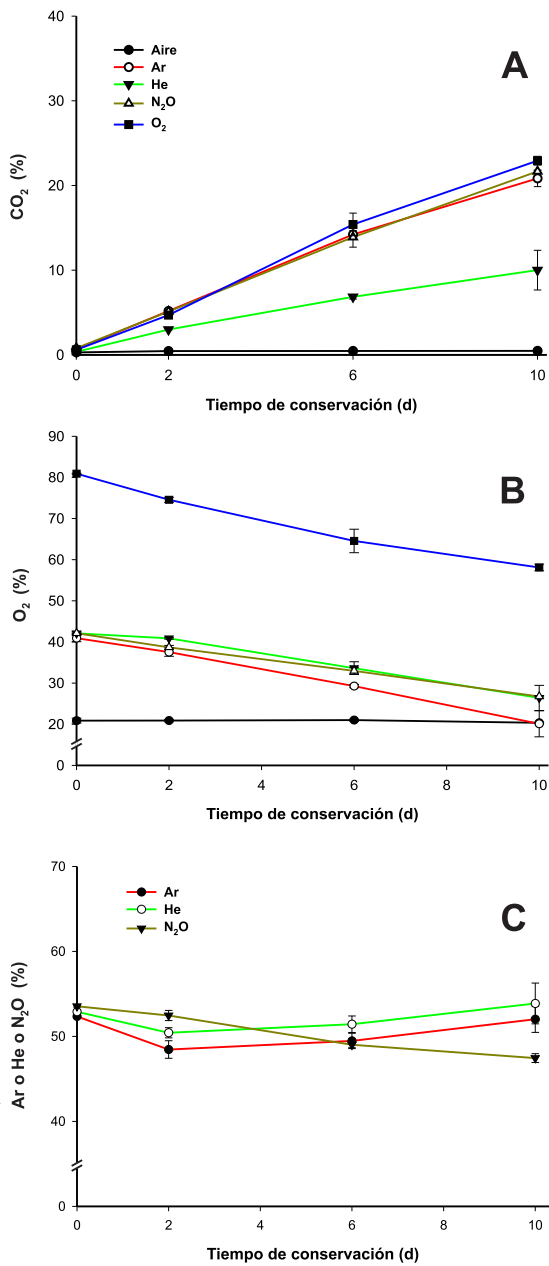 40
A
Aire
Ar
He
N₂O
O₂
30
CO₂ (%)
20
10
0
0 2 6 10
Tiempo de conservación (d)
90
80
B
70
60
O₂ (%)
50
40
30
20
0
0 2 4 6 8 10
Tiempo de conservación (d)
70
Ar
He
N₂O
C
60
Ar o He o N₂O (%)
50
40
0
0 2 4 6 8 10
Tiempo de conservación (d)